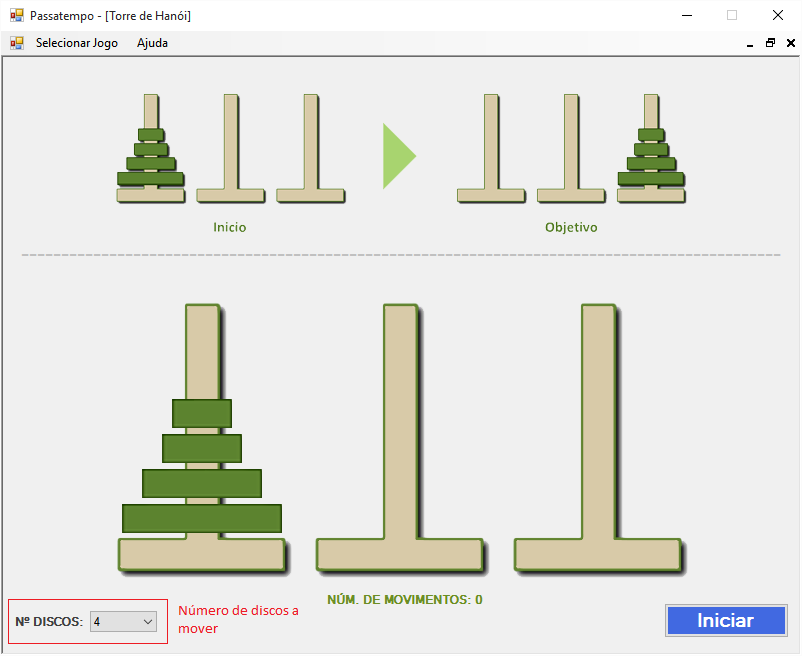 Passatempo - [Torre de Hanói]
Selecionar Jogo Ajuda
Inicio Objetivo
NÚM. DE MOVIMENTOS: 0
Nº DISCOS: 4
Número de discos a
mover
Iniciar